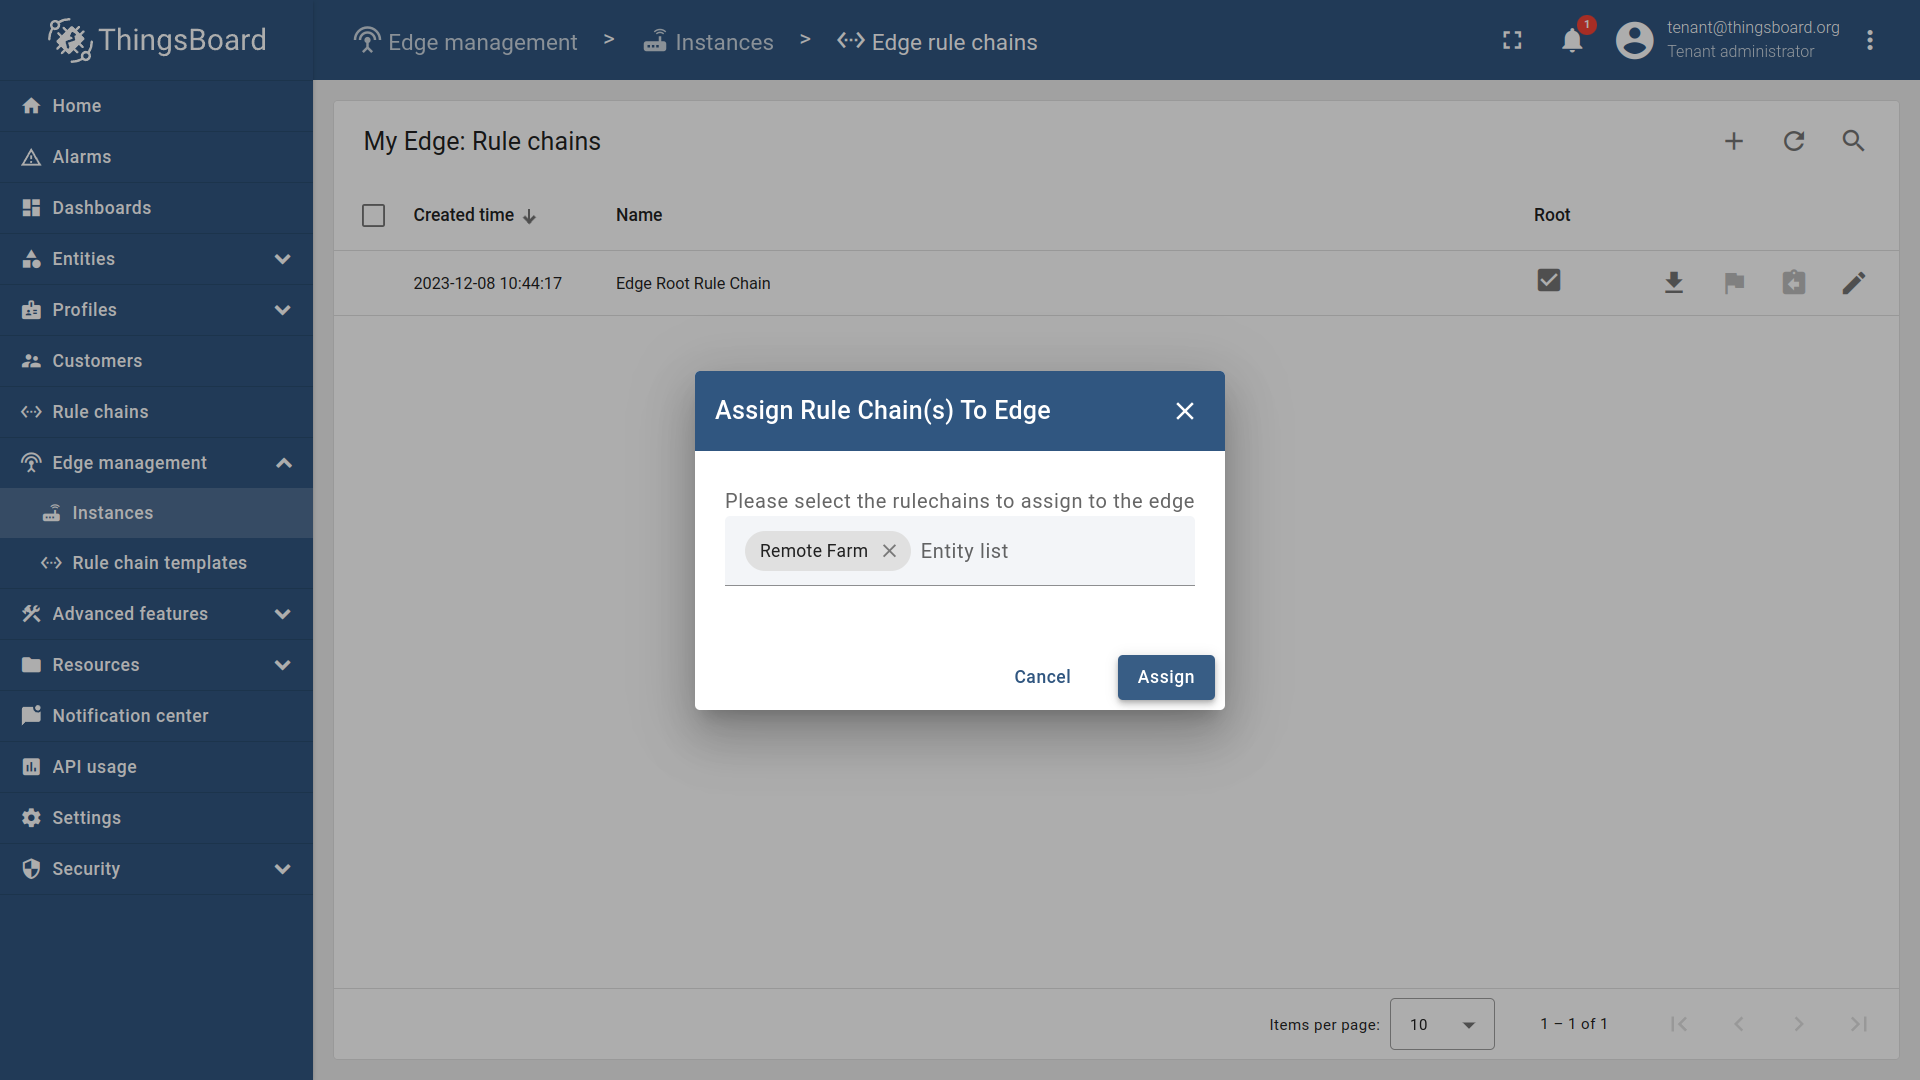 ThingsBoard
Edge management > Instances > Edge rule chains
1
tenant@thingsboard.org
Tenant administrator
Home
Alarms
Dashboards
Entities
Profiles
Customers
Rule chains
Edge management
Instances
Rule chain templates
Advanced features
Resources
Notification center
API usage
Settings
Security
My Edge: Rule chains
Created time Name Root
2023-12-08 10:44:17 Edge Root Rule Chain
Assign Rule Chain(s) To Edge
Please select the rulechains to assign to the edge
Remote Farm Entity list
Cancel Assign
Items per page: 10 1 – 1 of 1